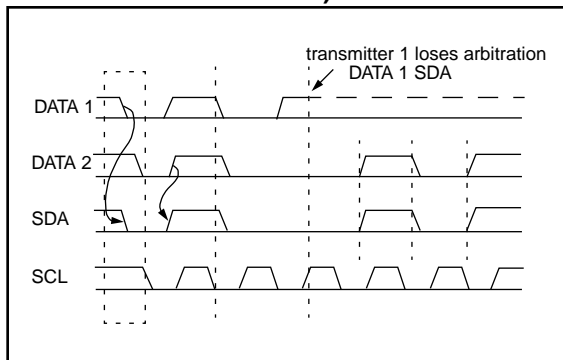 transmitter 1 loses arbitration
DATA 1 SDA
DATA 1
DATA 2
SDA
SCL